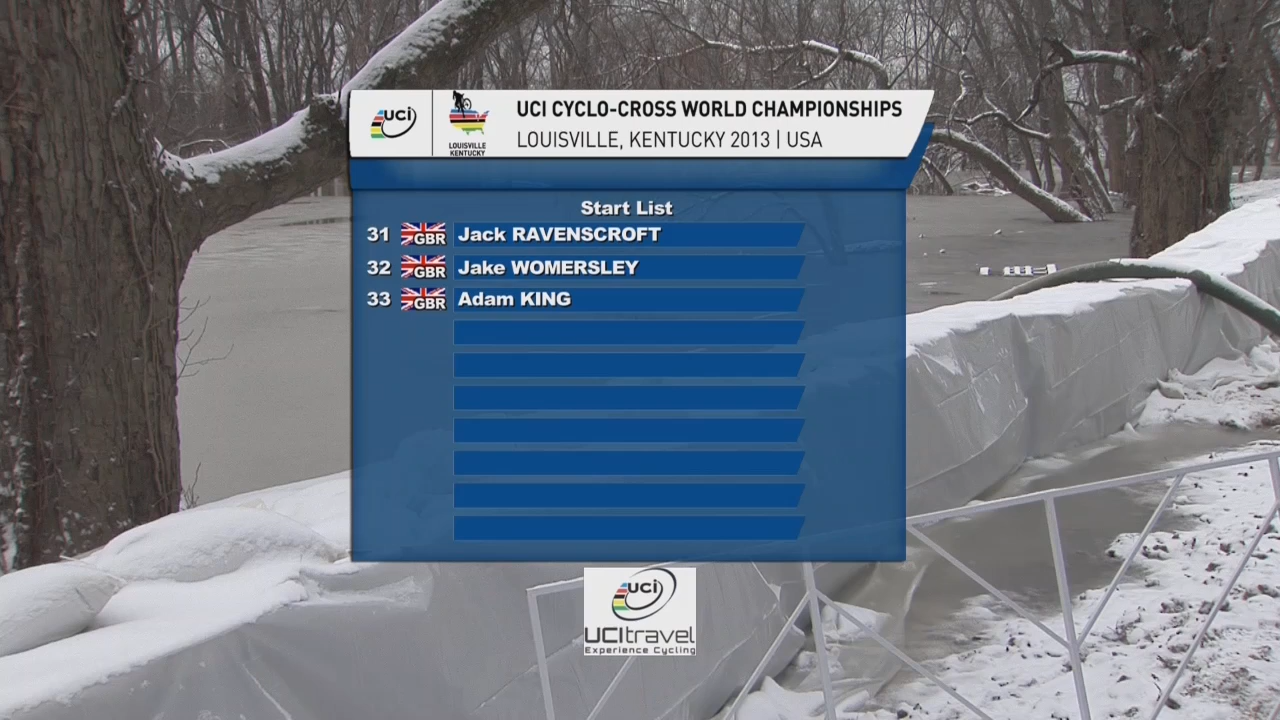 UCI
LOUISVILLE
KENTUCKY
UCI CYCLO-CROSS WORLD CHAMPIONSHIPS
LOUISVILLE, KENTUCKY 2013 | USA
Start List
31 GBR Jack RAVENSCROFT
32 GBR Jake WOMERSLEY
33 GBR Adam KING
UCI
UCItravel
Experience Cycling